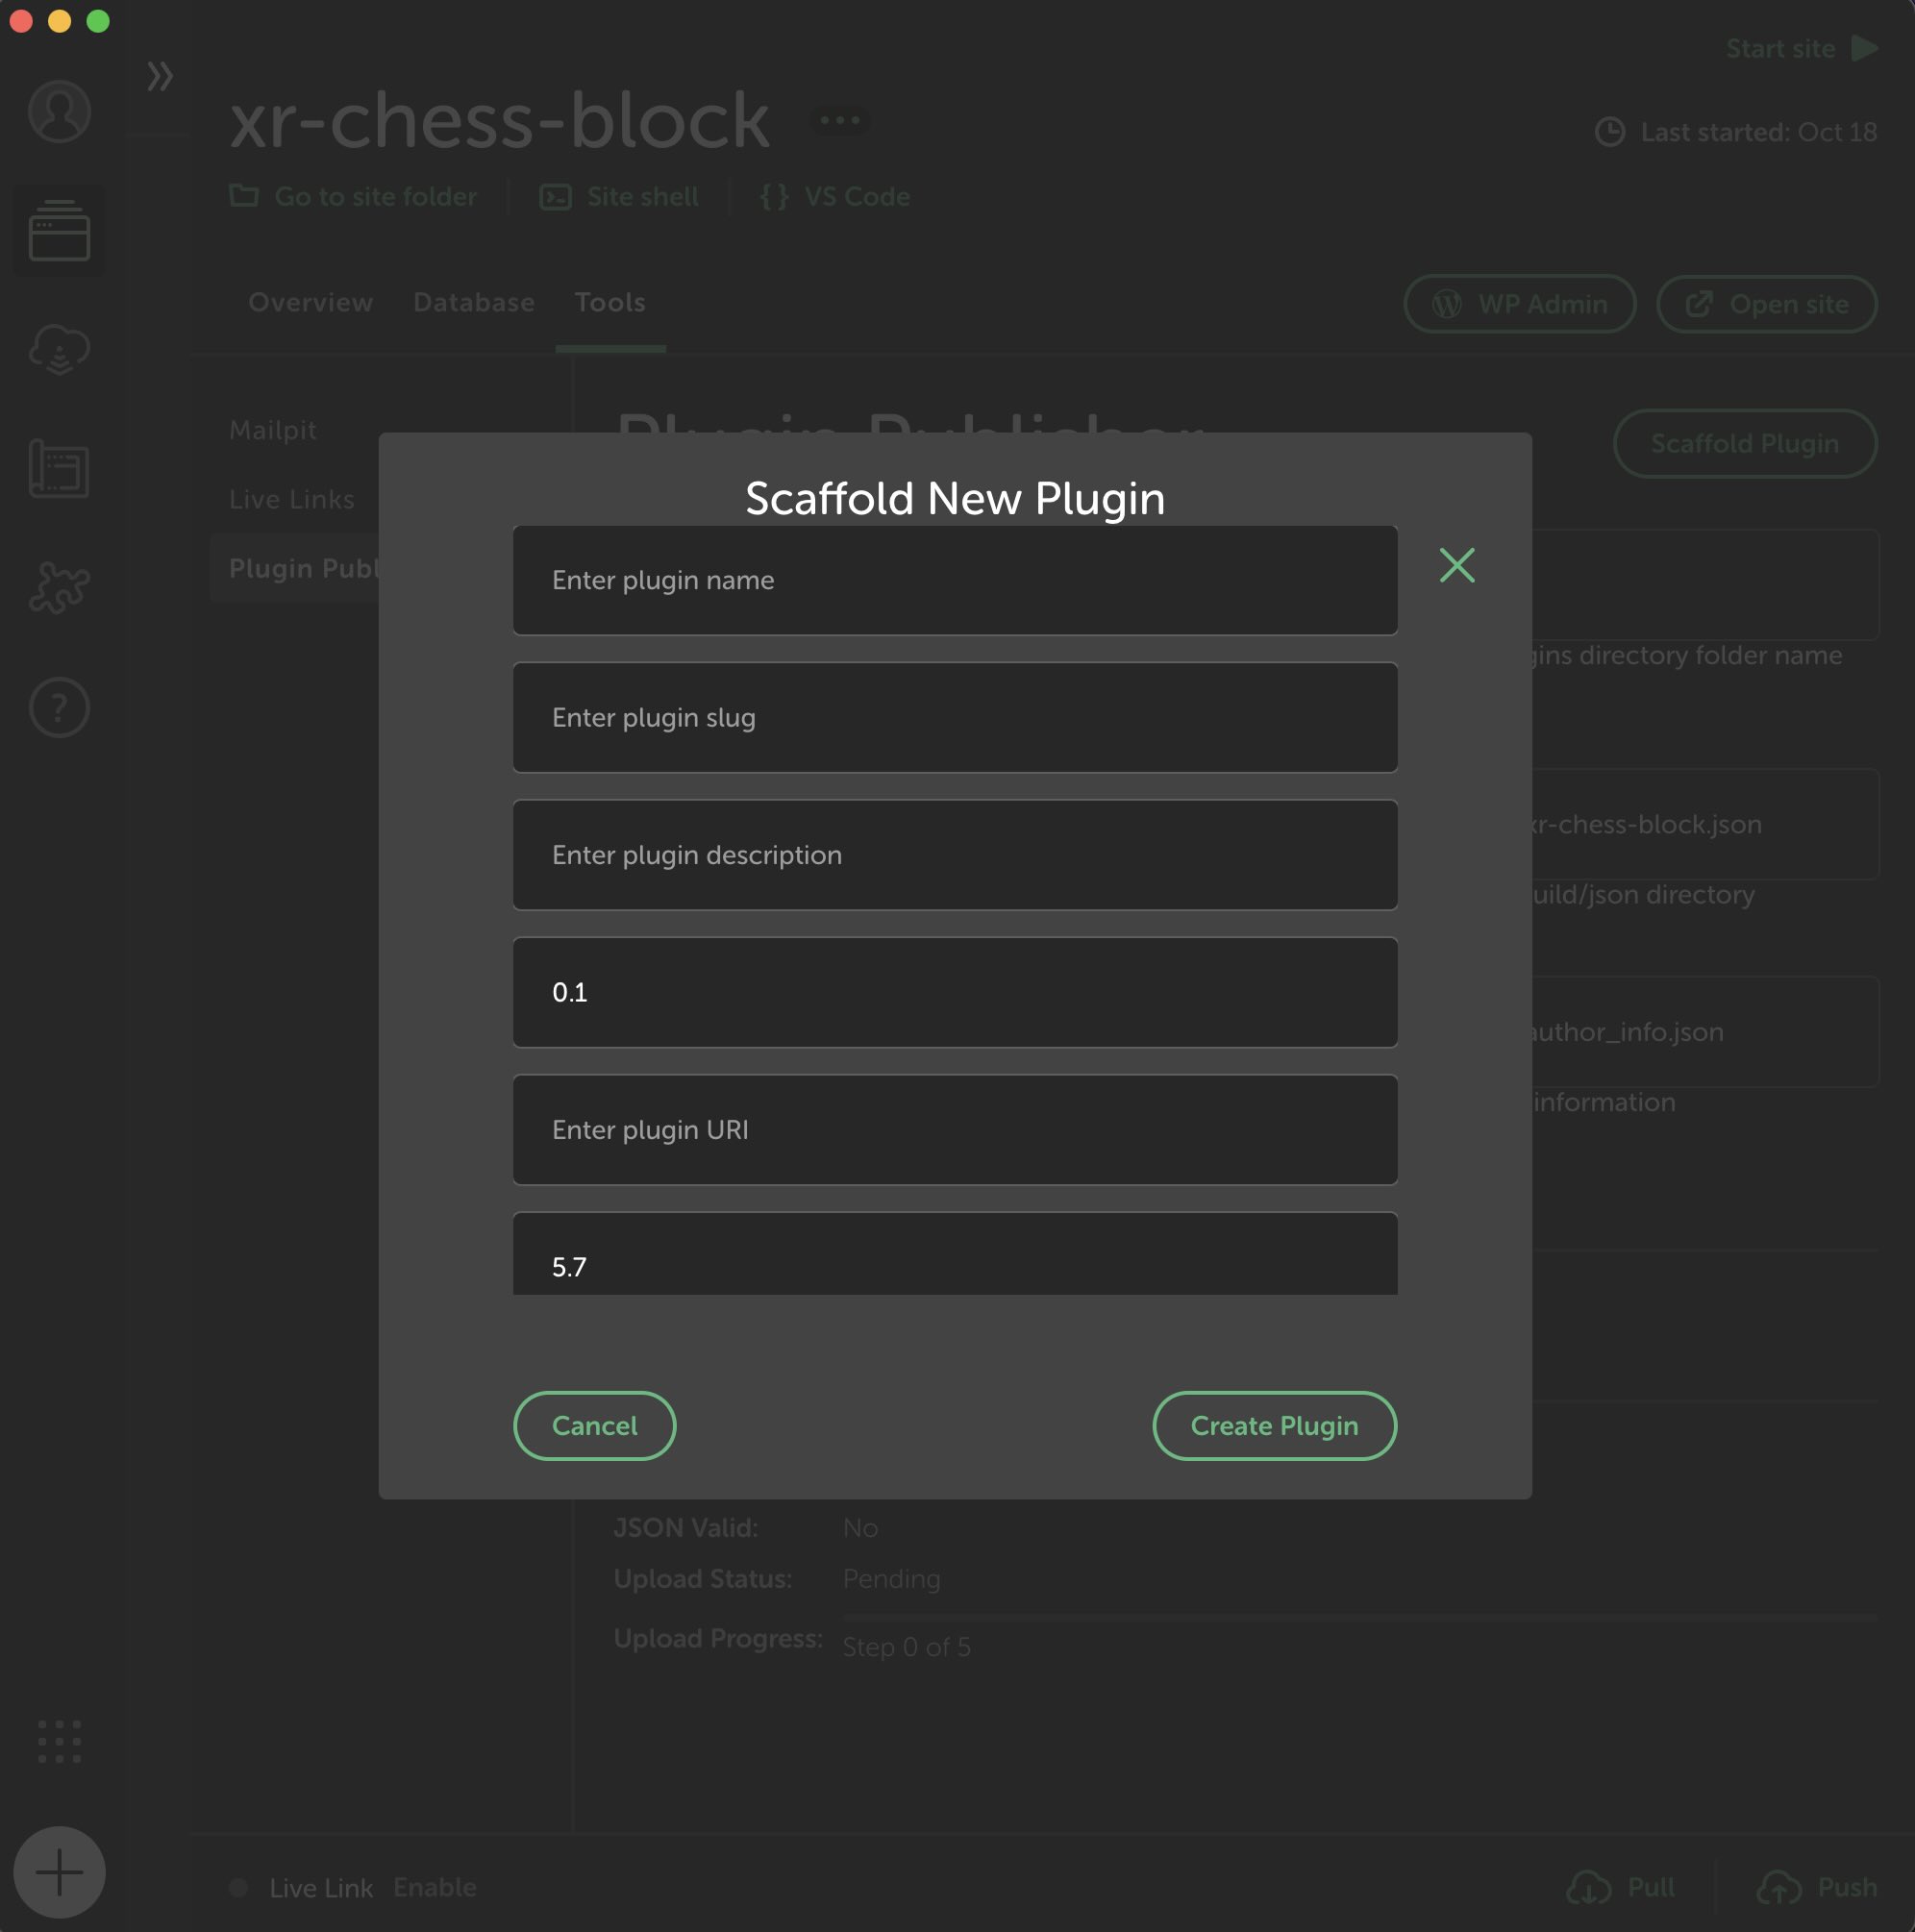 Start site
xr-chess-block
Last started: Oct 18
Go to site folder
Site shell
VS Code
Overview
Database
Tools
WP Admin
Open site
Mailpit
Live Links
Plugin Publ
Plugin Publisher
Scaffold Plugin
Scaffold New Plugin
Enter plugin name
gins directory folder name
Enter plugin slug
Enter plugin description
xr-chess-block.json
uild/json directory
0.1
author_info.json
Enter plugin URI
information
5.7
Cancel
Create Plugin
JSON Valid: No
Upload Status: Pending
Upload Progress: Step 0 of 5
Live Link Enable
Pull
Push